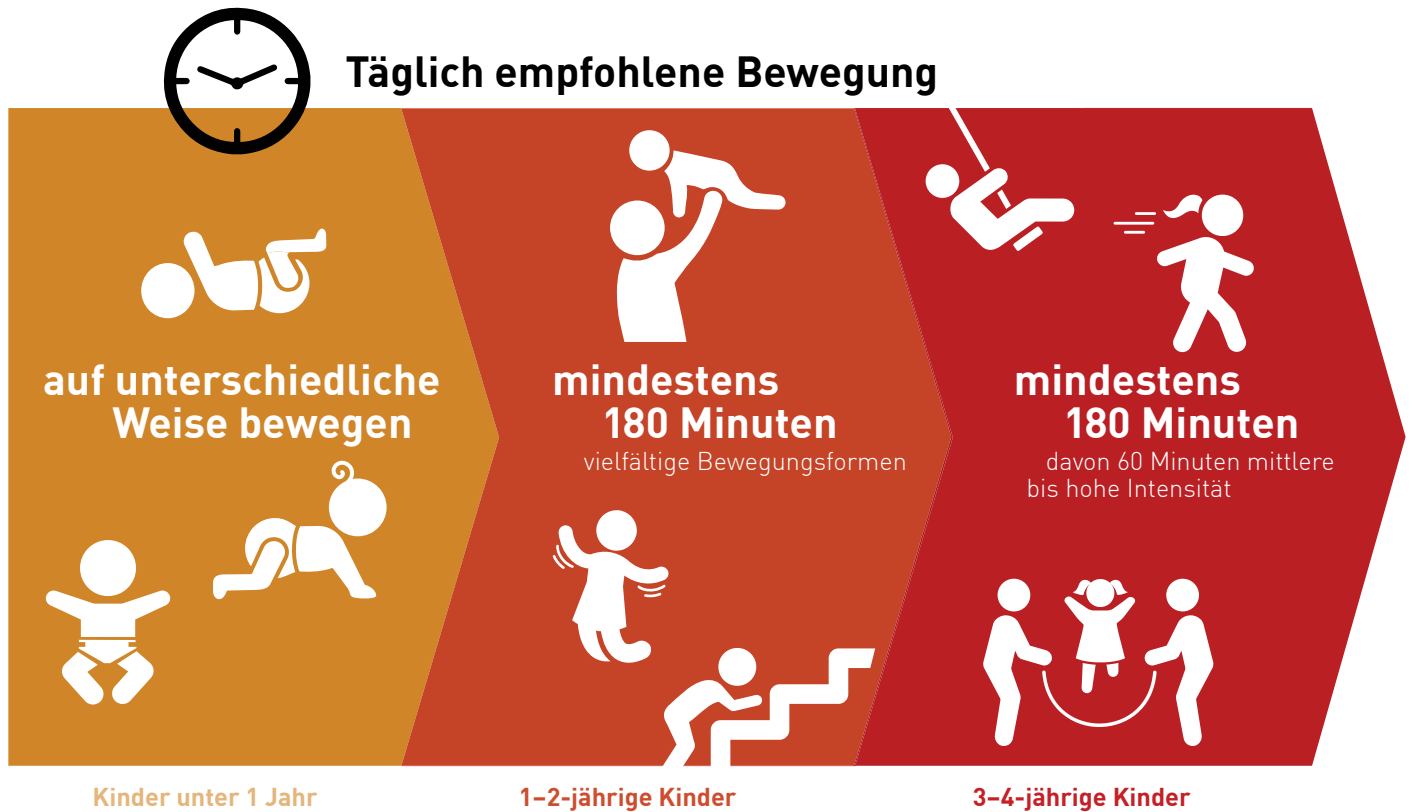 Täglich empfohlene Bewegung
auf unterschiedliche
Weise bewegen
mindestens
180 Minuten
vielfältige Bewegungsformen
mindestens
180 Minuten
davon 60 Minuten mittlere
bis hohe Intensität
Kinder unter 1 Jahr
1–2-jährige Kinder
3–4-jährige Kinder